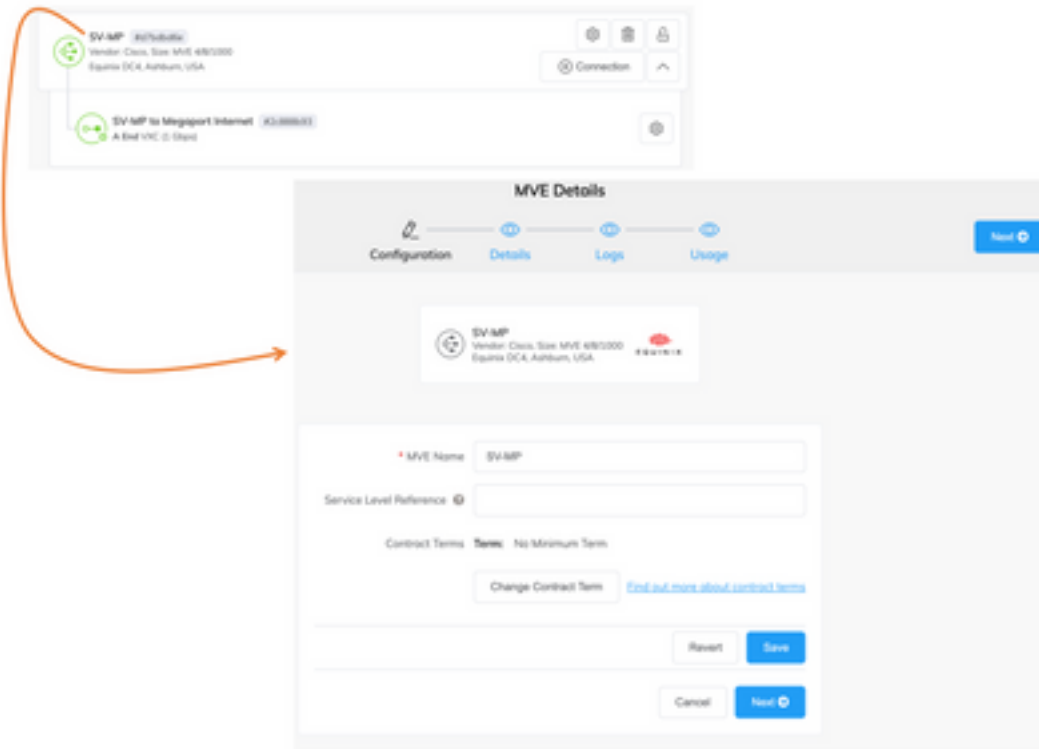 SV-MP
Vendor: Cisco, Size: MVE 4/8/1000
Equinix DC4, Ashburn, USA
Connection
SV-MP to Megaport Internet
A End VXC (1 Gbps)
MVE Details
Configuration Details Logs Usage
Next
SV-MP
Vendor: Cisco, Size: MVE 4/8/1000
Equinix DC4, Ashburn, USA
EQUINIX
* MVE Name SV-MP
Service Level Reference
Contract Terms Term: No Minimum Term
Change Contract Term Find out more about contract terms
Revert Save
Cancel Next